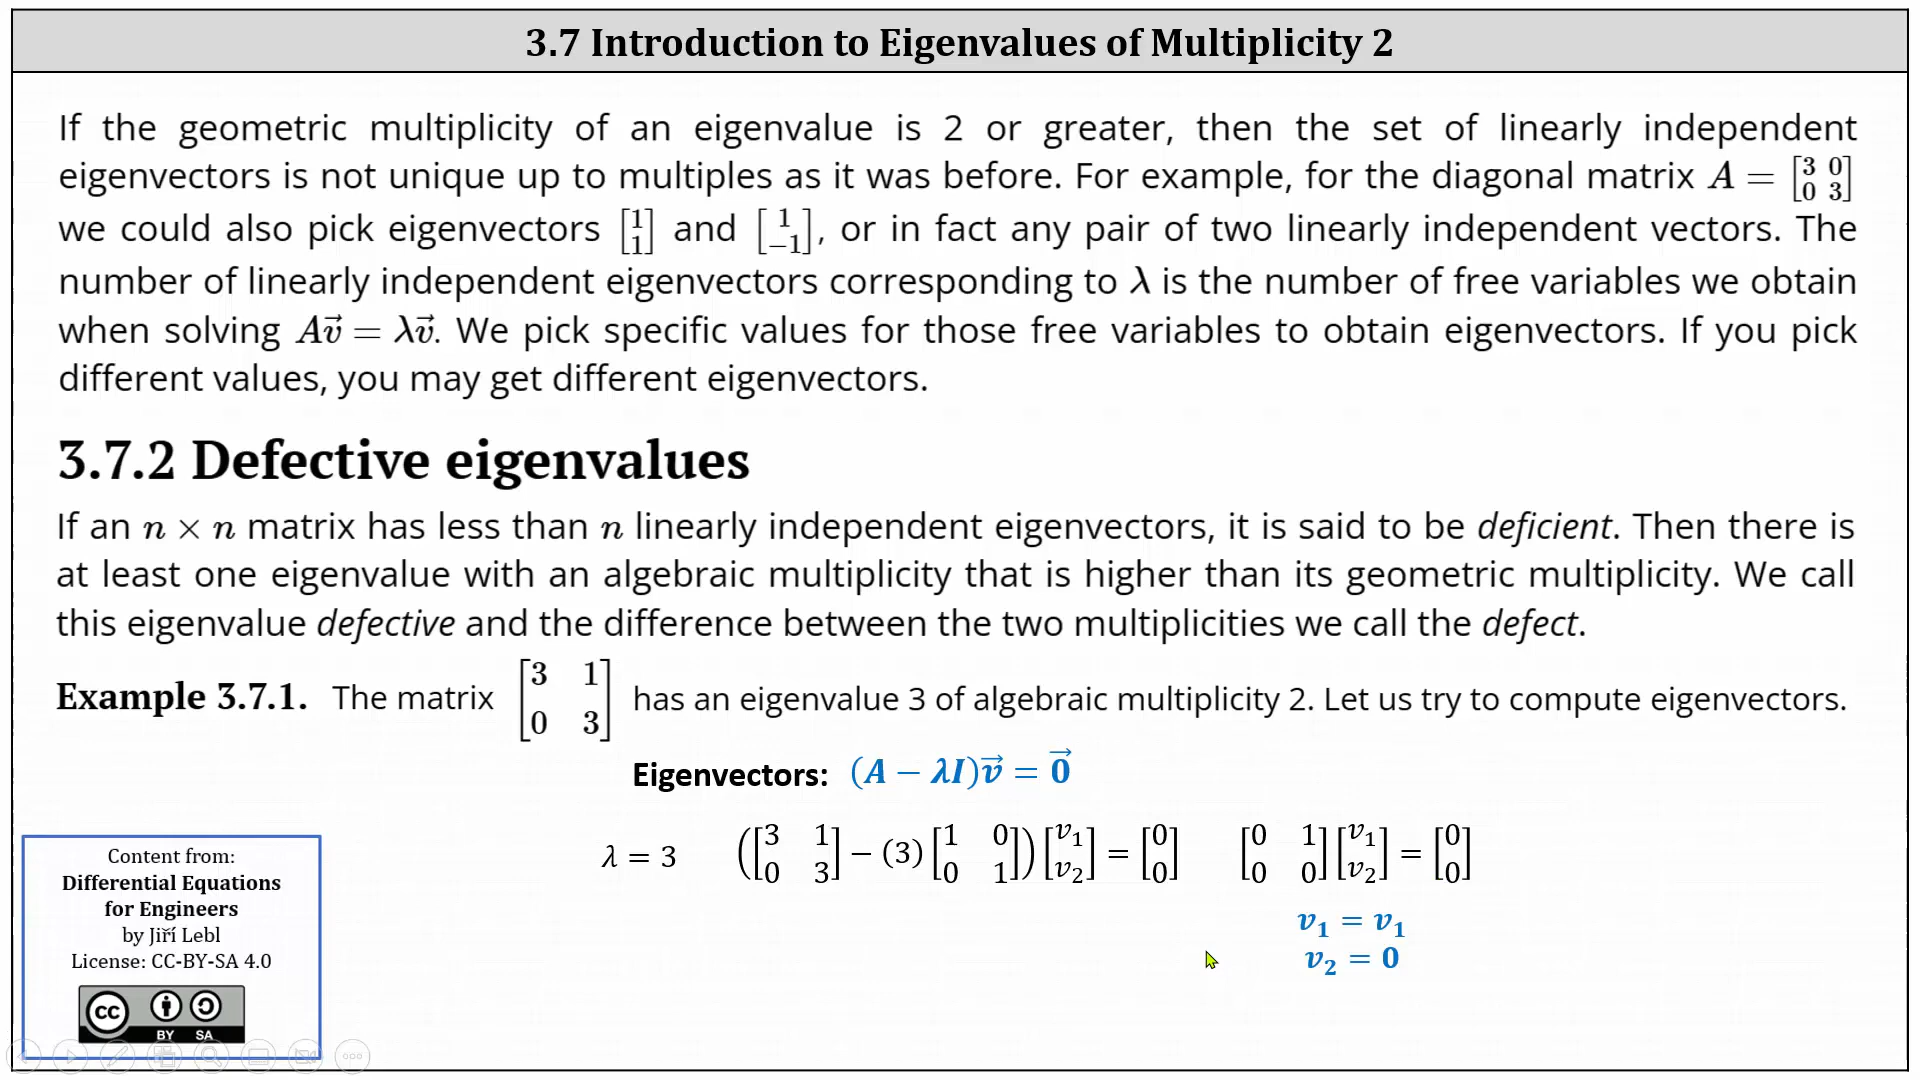 3.7 Introduction to Eigenvalues of Multiplicity 2
If the geometric multiplicity of an eigenvalue is 2 or greater, then the set of linearly independent
eigenvectors is not unique up to multiples as it was before. For example, for the diagonal matrix A = [3 0; 0 3]
we could also pick eigenvectors [1; 1] and [1; −1], or in fact any pair of two linearly independent vectors. The
number of linearly independent eigenvectors corresponding to λ is the number of free variables we obtain
when solving Av⃗ = λv⃗. We pick specific values for those free variables to obtain eigenvectors. If you pick
different values, you may get different eigenvectors.
3.7.2 Defective eigenvalues
If an n × n matrix has less than n linearly independent eigenvectors, it is said to be deficient. Then there is
at least one eigenvalue with an algebraic multiplicity that is higher than its geometric multiplicity. We call
this eigenvalue defective and the difference between the two multiplicities we call the defect.
Example 3.7.1. The matrix [3 1; 0 3] has an eigenvalue 3 of algebraic multiplicity 2. Let us try to compute eigenvectors.
Eigenvectors: (A − λI)v⃗ = 0⃗
λ = 3 ([3 1; 0 3] − (3)[1 0; 0 1])[v₁; v₂] = [0; 0] [0 1; 0 0][v₁; v₂] = [0; 0]
v₁ = v₁
v₂ = 0
Content from:
Differential Equations
for Engineers
by Jiří Lebl
License: CC-BY-SA 4.0
cc
BY SA